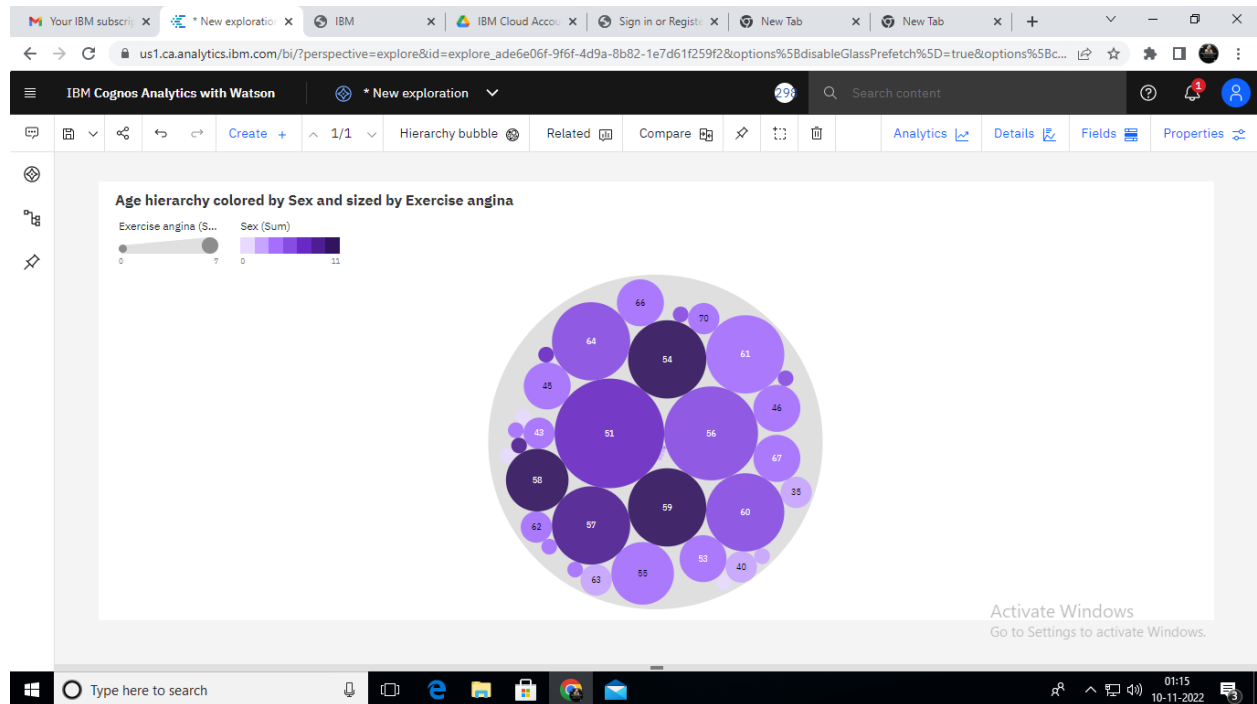 Your IBM subscrip
* New exploration
IBM
IBM Cloud Accou
Sign in or Registe
New Tab
New Tab
us1.ca.analytics.ibm.com/bi/?perspective=explore&id=explore_ade6e06f-9f6f-4d9a-8b82-1e7d61f259f2&options%5BdisableGlassPrefetch%5D=true&options%5Bc...
IBM Cognos Analytics with Watson
* New exploration
298
Search content
1
Create +
1/1
Hierarchy bubble
Related
Compare
Analytics
Details
Fields
Properties
Age hierarchy colored by Sex and sized by Exercise angina
Exercise angina (S...
Sex (Sum)
0 7
0 11
66
70
64
54
61
45
46
43
51
56
67
58
35
59
60
62
57
53
40
55
63
Activate Windows
Go to Settings to activate Windows.
Type here to search
01:15
10-11-2022
3